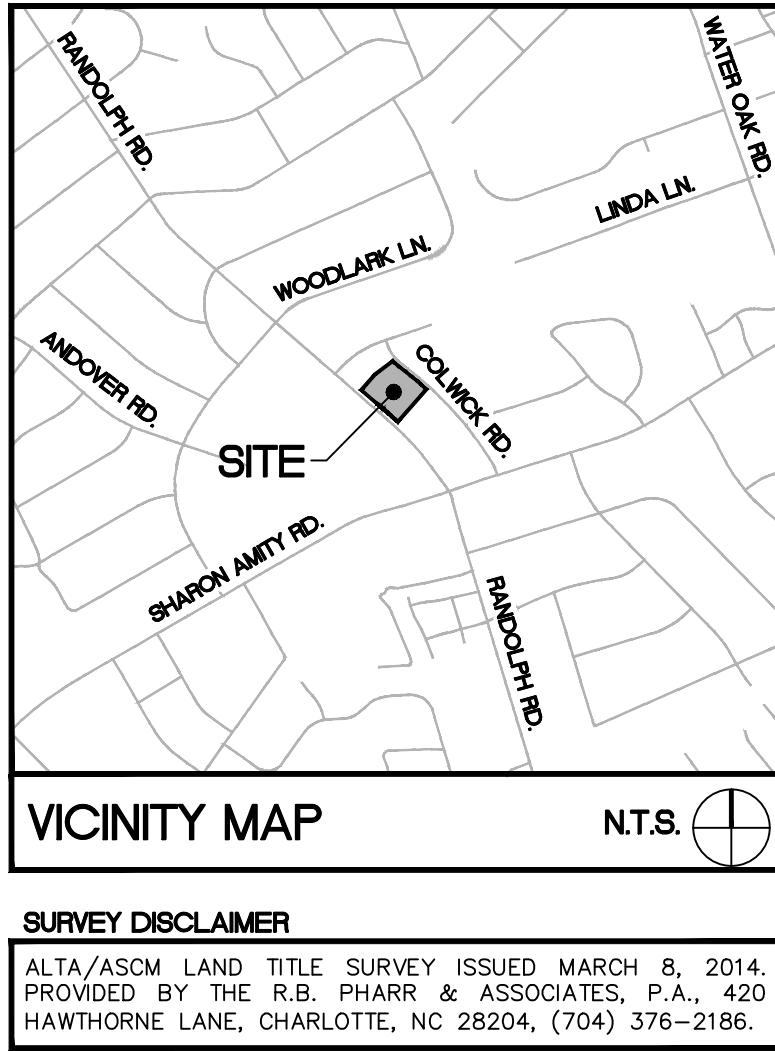 RANDOLPH RD.
WATER OAK RD.
LINDA LN.
WOODLARK LN.
ANDOVER RD.
COLWICK RD.
SITE
SHARON AMITY RD.
RANDOLPH RD.
VICINITY MAP
N.T.S.
SURVEY DISCLAIMER
ALTA/ASCM LAND TITLE SURVEY ISSUED MARCH 8, 2014.
PROVIDED BY THE R.B. PHARR & ASSOCIATES, P.A., 420
HAWTHORNE LANE, CHARLOTTE, NC 28204, (704) 376-2186.